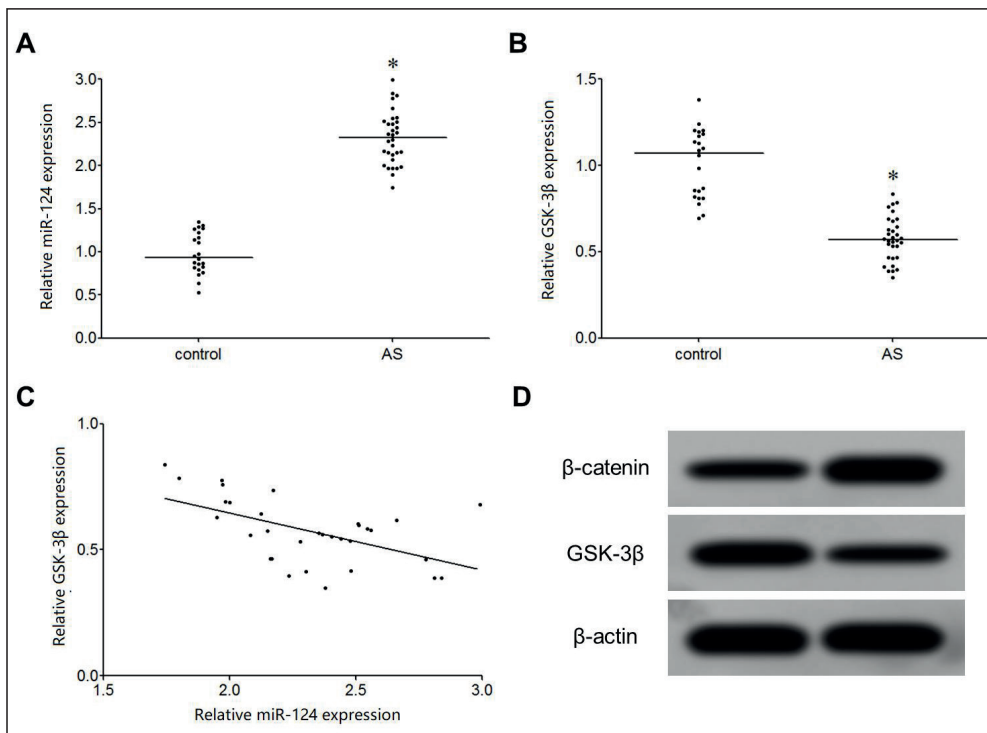 A
*
Relative miR-124 expression
3.0
2.5
2.0
1.5
1.0
0.5
0.0
control AS
B
*
Relative GSK-3β expression
1.5
1.0
0.5
0.0
control AS
C
Relative GSK-3β expression
1.0
0.5
0.0
1.5 2.0 2.5 3.0
Relative miR-124 expression
D
β-catenin
GSK-3β
β-actin